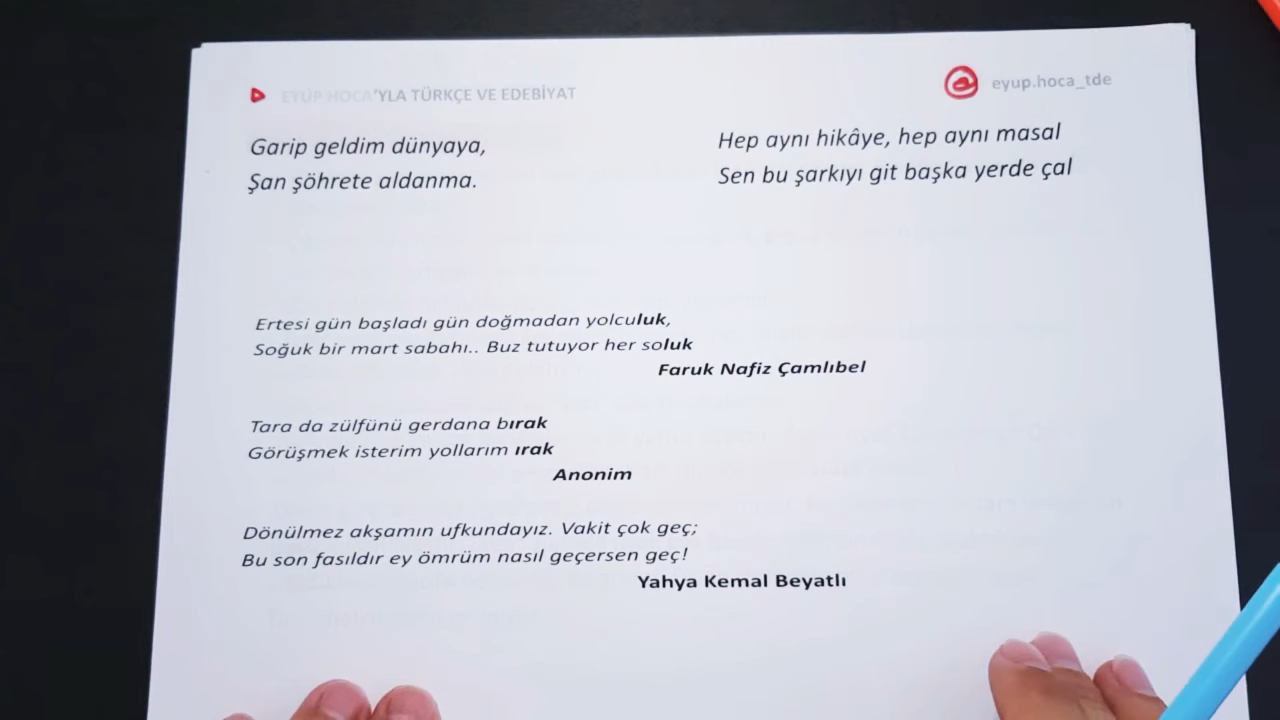 EYUP HOCA'YLA TÜRKÇE VE EDEBİYAT
eyup.hoca_tde
Garip geldim dünyaya,
Şan şöhrete aldanma.
Hep aynı hikâye, hep aynı masal
Sen bu şarkıyı git başka yerde çal
Ertesi gün başladı gün doğmadan yolculuk,
Soğuk bir mart sabahı.. Buz tutuyor her soluk
Faruk Nafiz Çamlıbel
Tara da zülfünü gerdana bırak
Görüşmek isterim yollarım ırak
Anonim
Dönülmez akşamın ufkundayız. Vakit çok geç;
Bu son fasıldır ey ömrüm nasıl geçersen geç!
Yahya Kemal Beyatlı